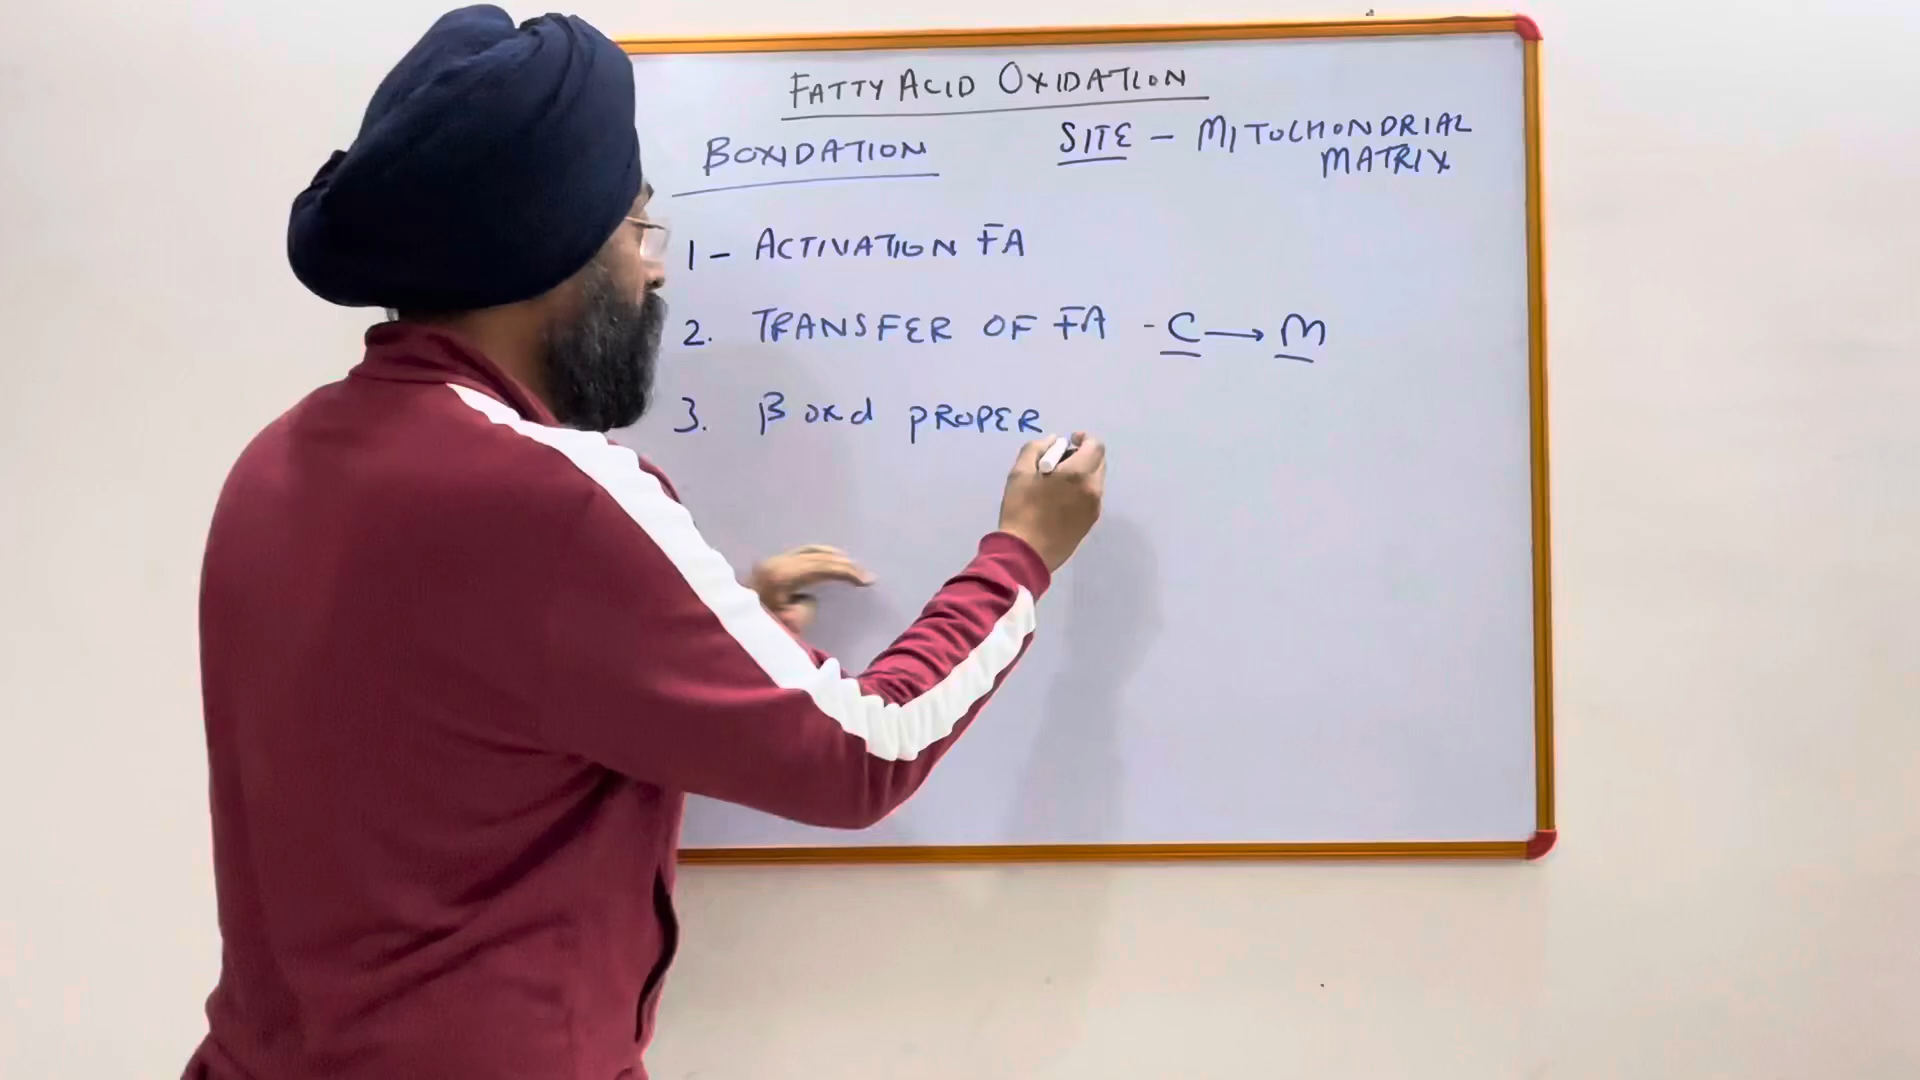 FATTY ACID OXIDATION
BOXIDATION
SITE - MITOCHONDRIAL
MATRIX
1- ACTIVATION FA
2. TRANSFER OF FA - C → M
3. β oxd PROPER